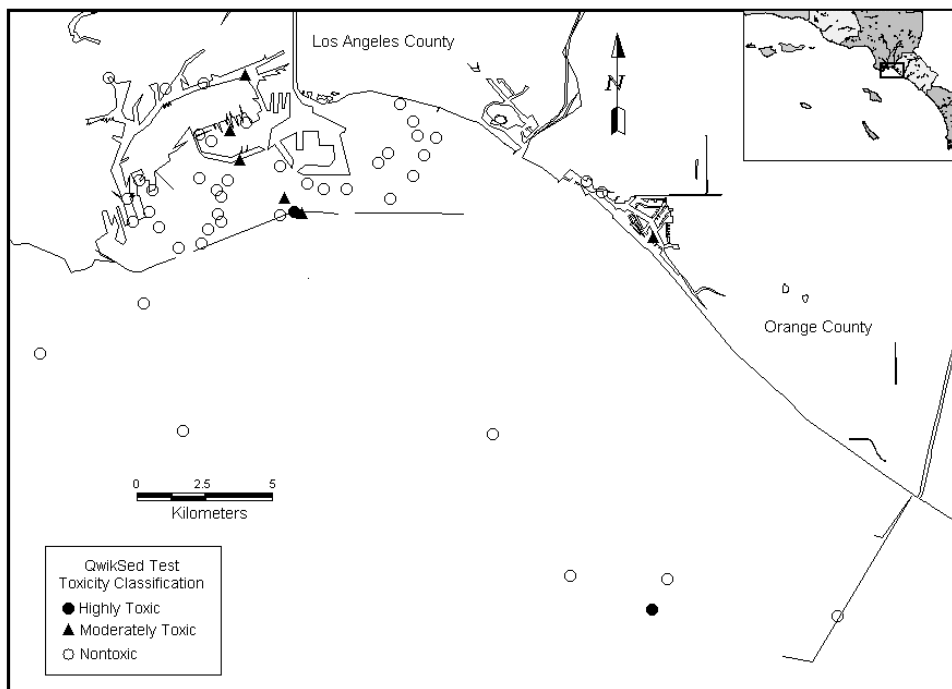 Los Angeles County
N
Orange County
0 2.5 5
Kilometers
QwikSed Test
Toxicity Classification
Highly Toxic
Moderately Toxic
Nontoxic